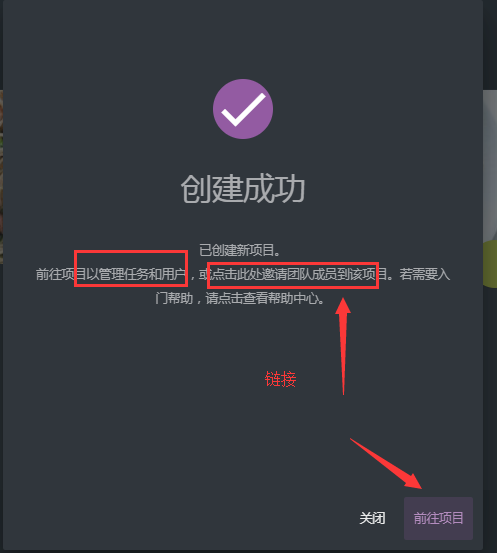 创建成功
已创建新项目。
前往项目以管理任务和用户，或点击此处邀请团队成员到该项目。若需要入
门帮助，请点击查看帮助中心。
链接
关闭
前往项目